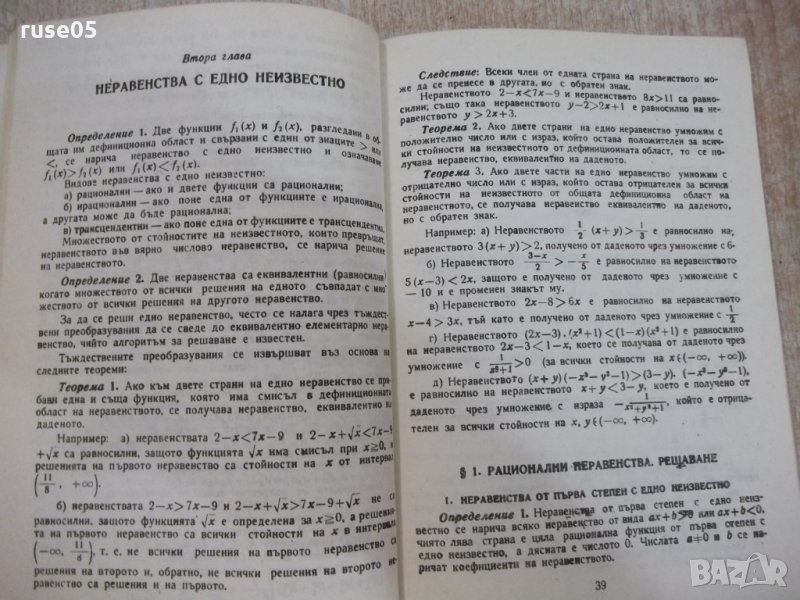 ruse05
Втора глава
НЕРАВЕНСТВА С ЕДНО НЕИЗВЕСТНО
Определение 1. Две функции f₁(x) и f₂(x), разгледани в об-
щата им дефиниционна област и свързани с един от знаците > или
<, се нарича неравенство с едно неизвестно и означаваме
f₁(x)>f₂(x) или f₁(x)<f₂(x).
Видове неравенства с едно неизвестно:
а) рационални — ако и двете функции са рационални;
б) ирационални — ако поне една от функциите е ирационална,
а другата може да бъде рационална;
в) трансцендентни — ако поне една от функциите е трансцендентна.
Множеството от стойностите на неизвестното, които превръщат
неравенството във вярно числово неравенство, се нарича решение
на неравенството.
Определение 2. Две неравенства са еквивалентни (равносилни)
когато множеството от всички решения на едното съвпадат с мно-
жеството от всички решения на другото неравенство.
За да се реши едно неравенство, често се налага чрез тъждест-
вени преобразувания да се сведе до еквивалентно елементарно нера-
венство, чийто алгоритъм за решаване е известен.
Тъждествените преобразувания се извършват въз основа на
следните теореми:
Теорема 1. Ако към двете страни на едно неравенство се при-
бави една и съща функция, която има смисъл в дефиниционната
област на неравенството, се получава неравенство, еквивалентно на
даденото.
Например: а) неравенствата 2−x<7x−9 и 2−x+√x<7x−9
+√x са равносилни, защото функцията √x има смисъл при x≧0, а
решенията на първото неравенство са стойности на x от интервала
(11/8, +∞).
б) неравенствата 2−x>7x−9 и 2−x+√x>7x−9+√x не са
равносилни, защото функцията √x е определена за x≧0, а решения-
та на първото неравенство са всички стойности на x в интервала
(−∞, 11/8), т. е. не всички решения на първото неравенство са
решения на второто и, обратно, не всички решения на второто нера-
венство са решения и на първото.
Следствие: Всеки член от едната страна на неравенството може
да се пренесе в другата, но с обратен знак.
Неравенството 2−x<7x−9 и неравенството 8x>11 са равно-
силни; също така неравенството y−2>2x+1 е равносилно на не-
равенството y>2x+3.
Теорема 2. Ако двете страни на едно неравенство умножим с
положително число или с израз, който остава положителен за всички
стойности на неизвестното от дефиниционната област, то се по-
лучава неравенство, еквивалентно на даденото.
Теорема 3. Ако двете части на едно неравенство умножим с
отрицателно число или с израз, който остава отрицателен за всички
стойности на неизвестното от общата дефиниционна област на
неравенството, се получава неравенство еквивалентно на даденото,
но с обратен знак.
Например: а) Неравенството 1/2 (x+y)>1/3 е равносилно на
неравенството 3(x+y)>2, получено от даденото чрез умножение с 6-
б) Неравенството (3−x)/2 > −x/5 е равносилно на неравенството
5(x−3)<2x, защото е получено от даденото чрез умножение с
−10 и е променен знакът му.
в) Неравенството 2x−8>6x е равносилно на неравенството
x−4>3x, тъй като е получено от даденото чрез умножение с 1/2
г) Неравенството (2x−3).(x²+1)<(1−x)(x²+1) е равносилно
на неравенството 2x−3<1−x, което се получава от даденото чрез
умножение с 1/(x²+1)>0 (за всички стойности на x∈(−∞, +∞)).
д) Неравенството (x+y)(−x²−y²−1)>(3−y).(−x²−y²−1),
е равносилно на неравенството x+y<3−y, което е получено от
даденото чрез умножение с израза −1/(x²+y²+1), който е отрица-
телен за всички стойности на x, y∈(−∞, +∞).
§ 1. РАЦИОНАЛНИ НЕРАВЕНСТВА. РЕШАВАНЕ
1. НЕРАВЕНСТВА ОТ ПЪРВА СТЕПЕН С ЕДНО НЕИЗВЕСТНО
Определение 1. Неравенства от първа степен с едно неиз-
вестно се нарича всяко неравенство от вида ax+b>0 или ax+b<0,
чиято лява страна е цяла рационална функция от първа степен с
едно неизвестно, а дясната е числото 0. Числата a≠0 и b се на-
ричат коефициенти на неравенството.
39
BAZAR